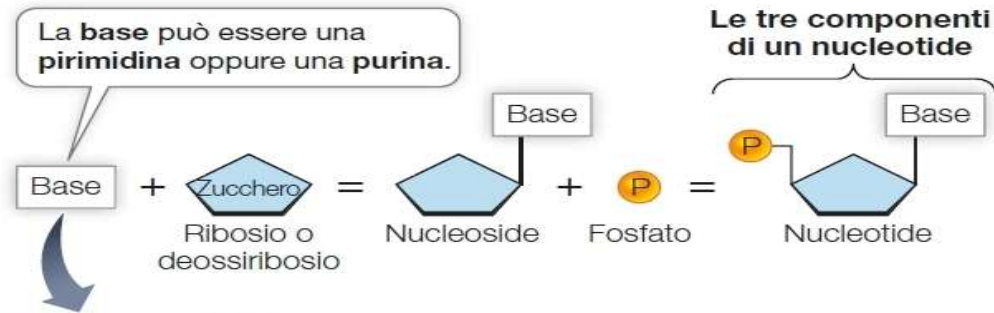 La base può essere una
pirimidina oppure una purina.
Le tre componenti
di un nucleotide
Base
Base
P
Base + Zucchero = + P =
Ribosio o
deossiribosio
Nucleoside
Fosfato
Nucleotide